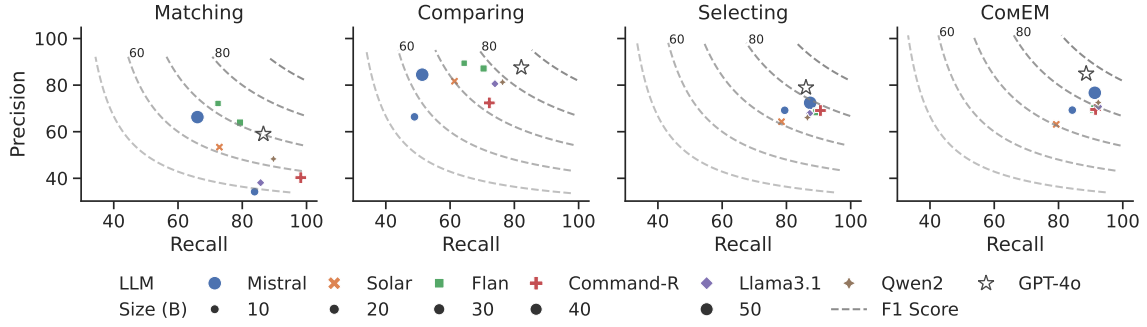 Matching Comparing Selecting CᴏᴍEM
100 60 80 60 80 60 80 60 80
80
60
40
Precision
40 60 80 100 40 60 80 100 40 60 80 100 40 60 80 100
Recall Recall Recall Recall
LLM Mistral Solar Flan Command-R Llama3.1 Qwen2 GPT-4o
Size (B) 10 20 30 40 50 F1 Score